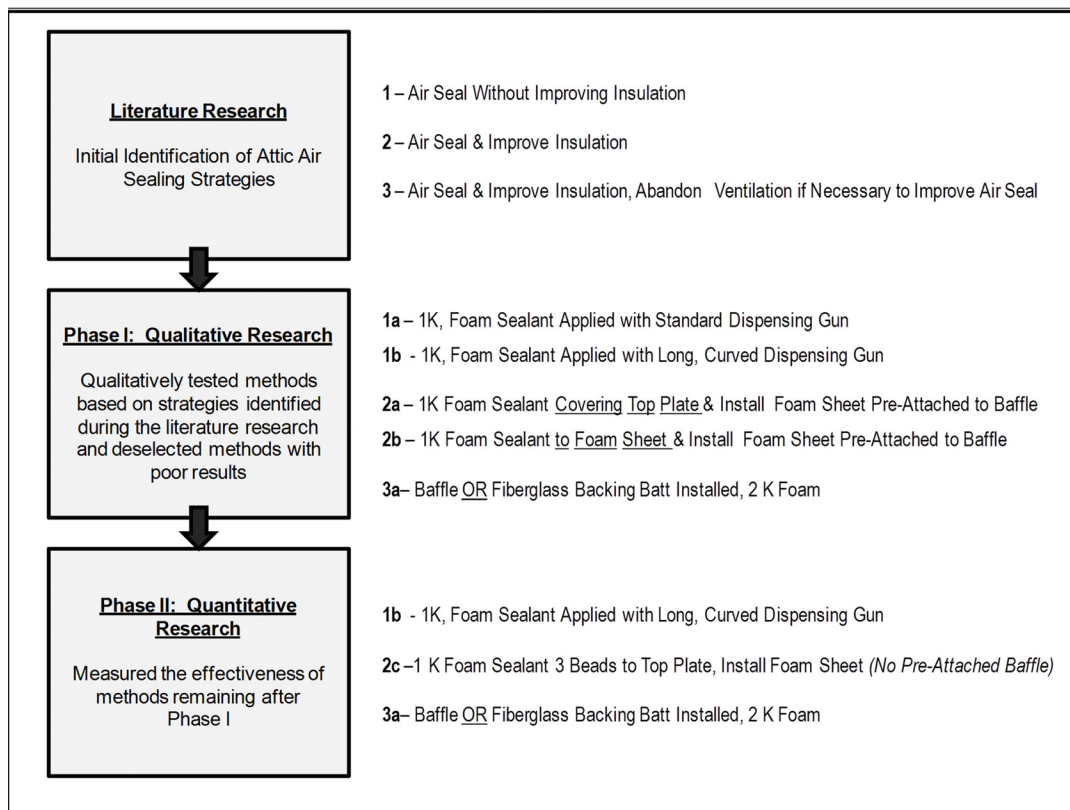 Literature Research
Initial Identification of Attic Air
Sealing Strategies
1 – Air Seal Without Improving Insulation
2 – Air Seal & Improve Insulation
3 – Air Seal & Improve Insulation, Abandon Ventilation if Necessary to Improve Air Seal
Phase I: Qualitative Research
Qualitatively tested methods
based on strategies identified
during the literature research
and deselected methods with
poor results
1a – 1K, Foam Sealant Applied with Standard Dispensing Gun
1b - 1K, Foam Sealant Applied with Long, Curved Dispensing Gun
2a – 1K Foam Sealant Covering Top Plate & Install Foam Sheet Pre-Attached to Baffle
2b – 1K Foam Sealant to Foam Sheet & Install Foam Sheet Pre-Attached to Baffle
3a– Baffle OR Fiberglass Backing Batt Installed, 2 K Foam
Phase II: Quantitative
Research
Measured the effectiveness of
methods remaining after
Phase I
1b - 1K, Foam Sealant Applied with Long, Curved Dispensing Gun
2c –1 K Foam Sealant 3 Beads to Top Plate, Install Foam Sheet (No Pre-Attached Baffle)
3a– Baffle OR Fiberglass Backing Batt Installed, 2 K Foam